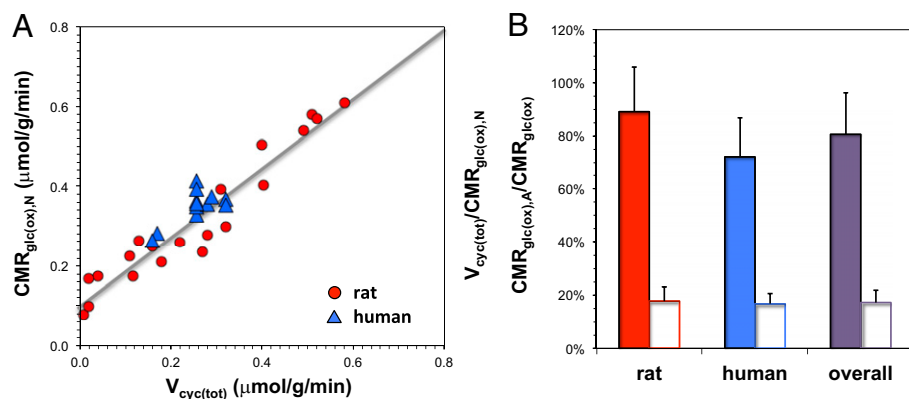 A
CMRglc(ox),N (μmol/g/min)
0.8
0.6
0.4
0.2
0.0
rat
human
0.0 0.2 0.4 0.6 0.8
Vcyc(tot) (μmol/g/min)
B
Vcyc(tot)/CMRglc(ox),N
CMRglc(ox),A/CMRglc(ox)
120%
100%
80%
60%
40%
20%
0%
rat human overall